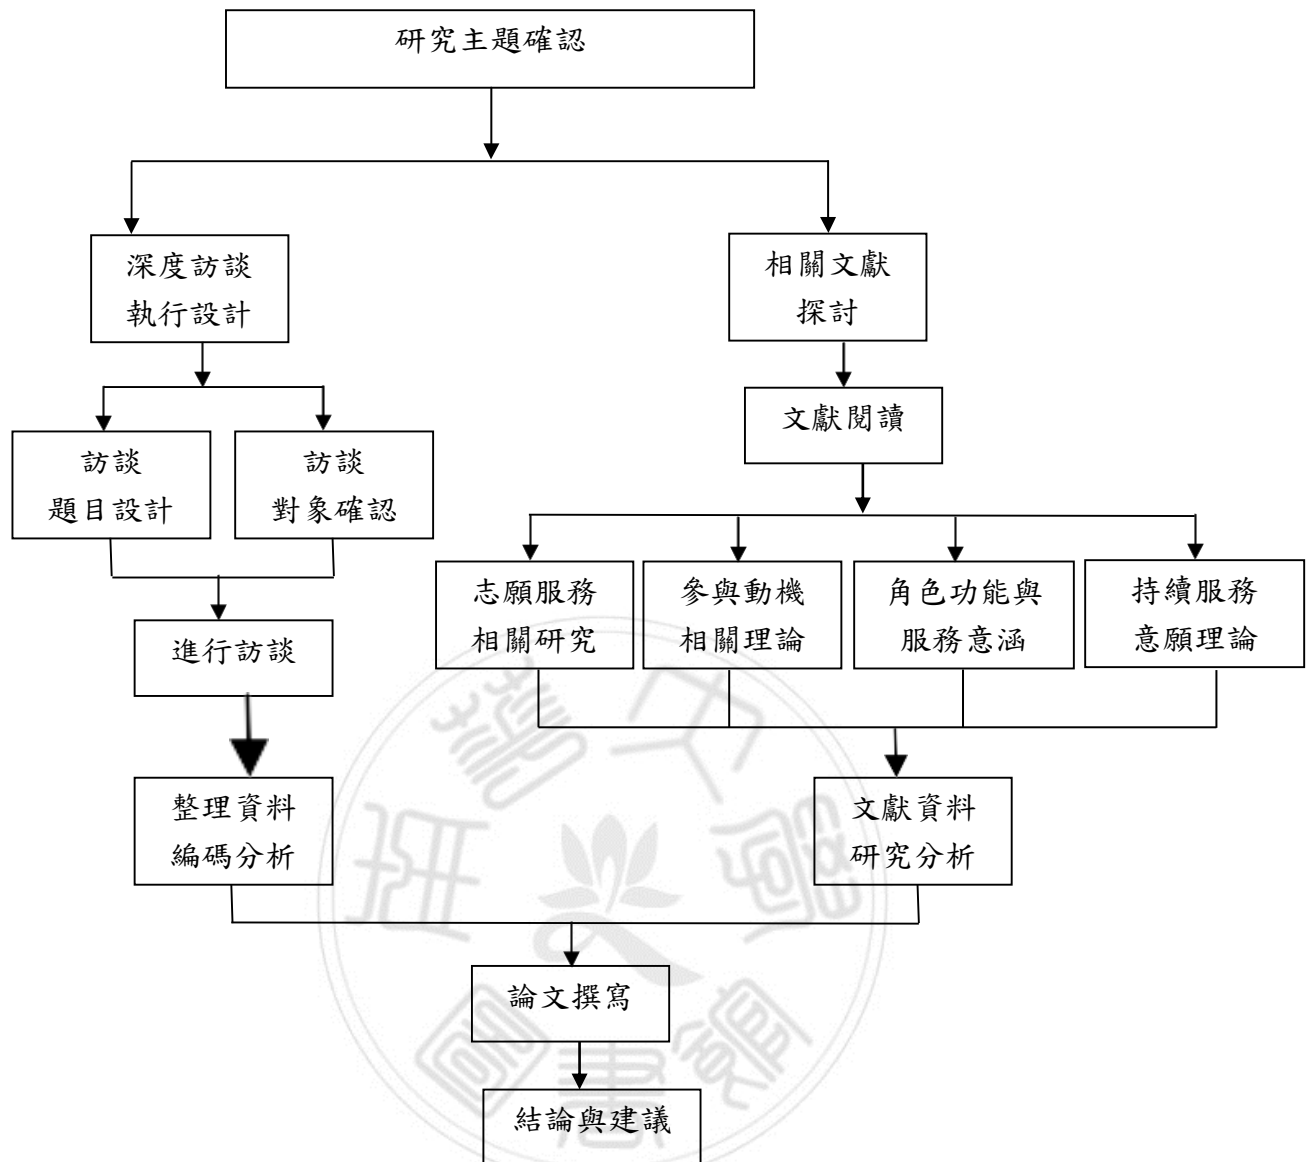 研究主題確認
深度訪談
執行設計
相關文獻
探討
文獻閱讀
訪談
題目設計
訪談
對象確認
志願服務
相關研究
參與動機
相關理論
角色功能與
服務意涵
持續服務
意願理論
進行訪談
整理資料
編碼分析
文獻資料
研究分析
論文撰寫
結論與建議